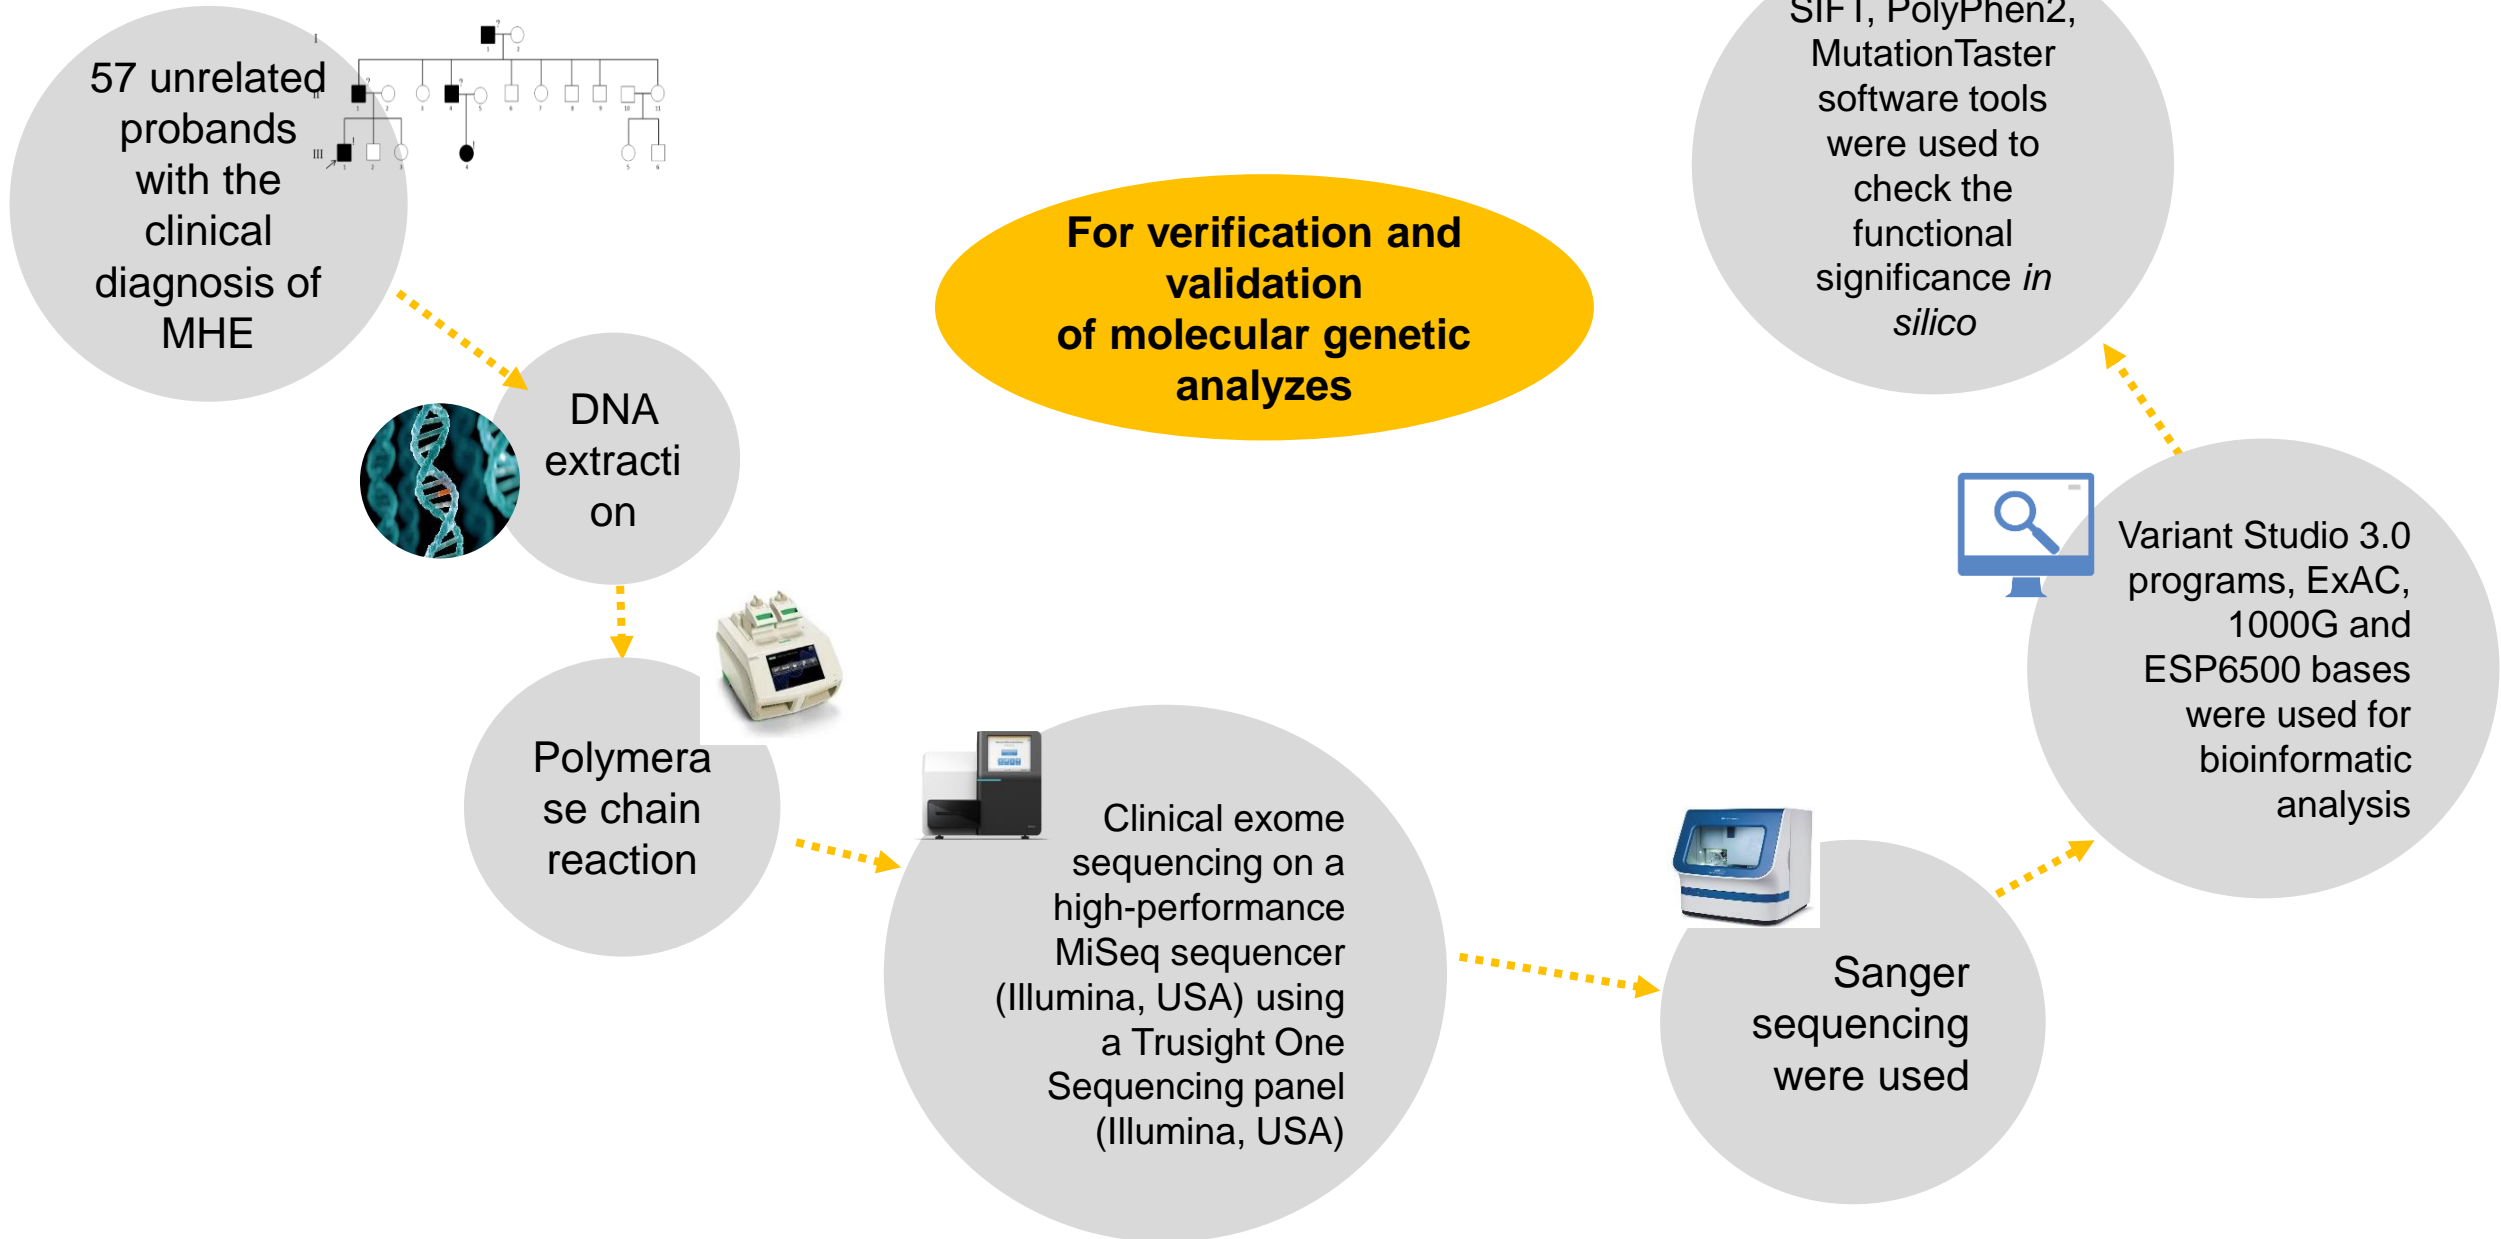 57 unrelated
probands
with the
clinical
diagnosis of
MHE
I
II
III
DNA
extracti
on
Polymera
se chain
reaction
Clinical exome
sequencing on a
high-performance
MiSeq sequencer
(Illumina, USA) using
a Trusight One
Sequencing panel
(Illumina, USA)
Sanger
sequencing
were used
Variant Studio 3.0
programs, ExAC,
1000G and
ESP6500 bases
were used for
bioinformatic
analysis
SIFT, PolyPhen2,
MutationTaster
software tools
were used to
check the
functional
significance in
silico
For verification and
validation
of molecular genetic
analyzes